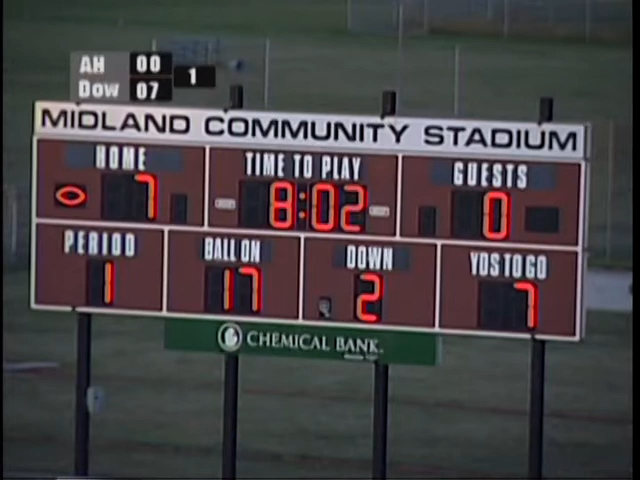 AH 00 1
Dow 07
MIDLAND COMMUNITY STADIUM
HOME TIME TO PLAY GUESTS
7 8:02 0
PERIOD BALL ON DOWN YDS TO GO
1 17 2 7
CHEMICAL BANK